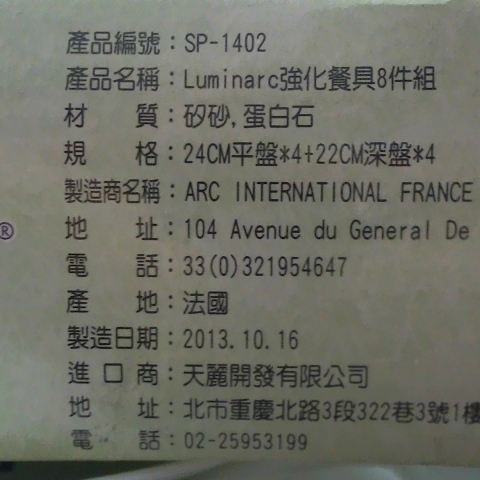 產品編號：SP-1402
產品名稱：Luminarc強化餐具8件組
材　　質：矽砂,蛋白石
規　　格：24CM平盤*4+22CM深盤*4
製造商名稱：ARC INTERNATIONAL FRANCE
® 地　　址：104 Avenue du General De
電　　話：33(0)321954647
產　　地：法國
製造日期：2013.10.16
進 口 商：天麗開發有限公司
地　　址：北市重慶北路3段322巷3號1樓
電　　話：02-25953199